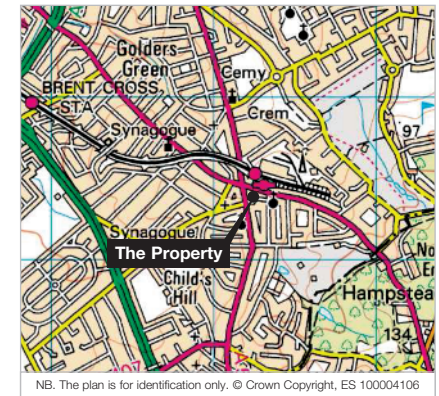 Golders
Green
Cemy
BRENT CROSS
STA
Crem
Synagogue
97
Synagogue
The Property
Child's
Hill
Hampstea
134
NB. The plan is for identification only. © Crown Copyright, ES 100004106